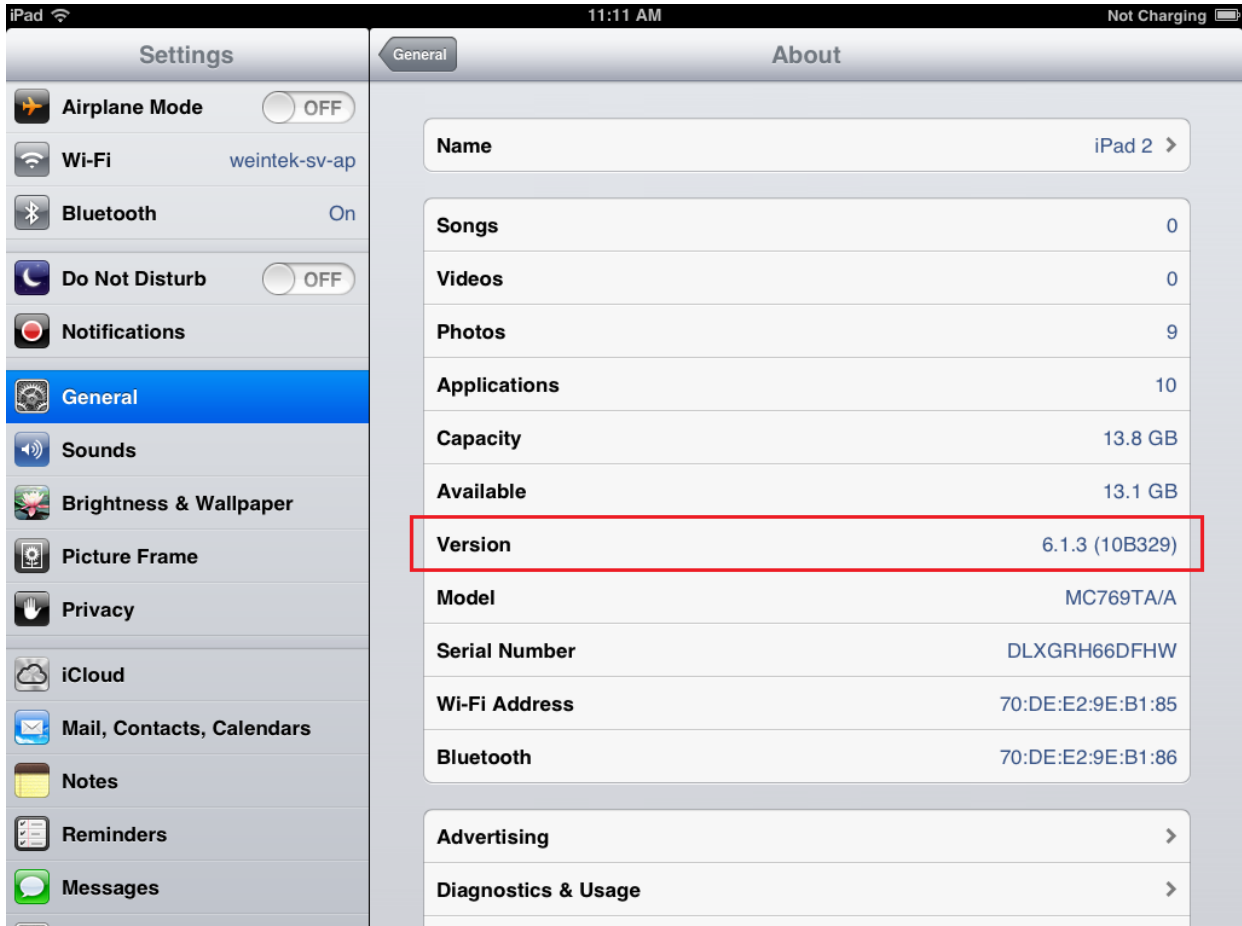 iPad 11:11 AM Not Charging
Settings
General About
Airplane Mode OFF
Wi-Fi weintek-sv-ap
Bluetooth On
Do Not Disturb OFF
Notifications
General
Sounds
Brightness & Wallpaper
Picture Frame
Privacy
iCloud
Mail, Contacts, Calendars
Notes
Reminders
Messages
Name iPad 2
Songs 0
Videos 0
Photos 9
Applications 10
Capacity 13.8 GB
Available 13.1 GB
Version 6.1.3 (10B329)
Model MC769TA/A
Serial Number DLXGRH66DFHW
Wi-Fi Address 70:DE:E2:9E:B1:85
Bluetooth 70:DE:E2:9E:B1:86
Advertising
Diagnostics & Usage